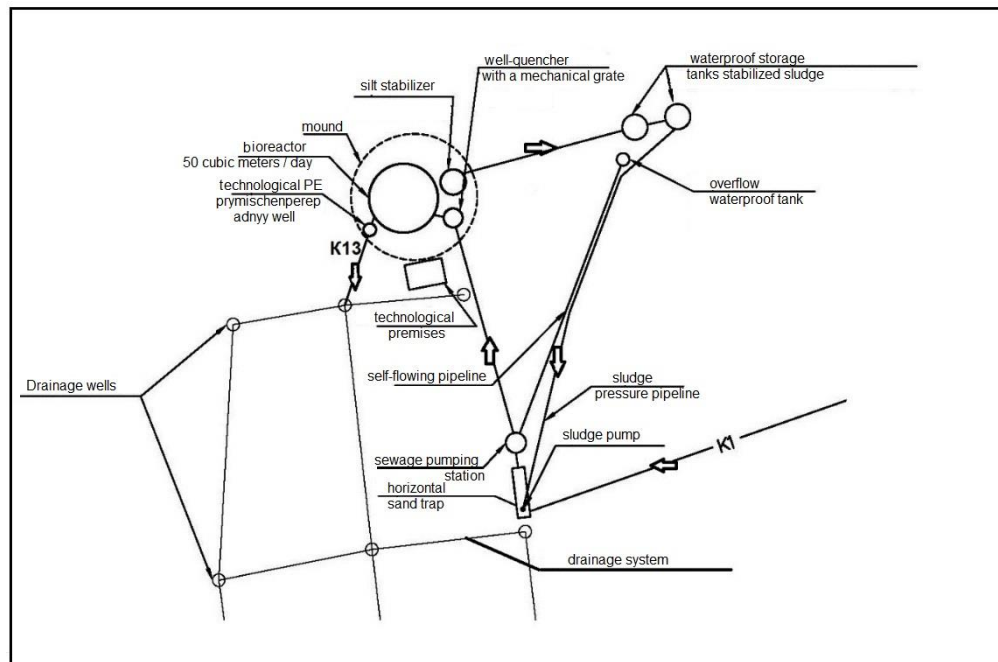 well-quencher
with a mechanical grate
waterproof storage
tanks stabilized sludge
silt stabilizer
mound
bioreactor
50 cubic meters / day
technological PE
prymischenperep
adnyy well
overflow
waterproof tank
K13
technological
premises
Drainage wells
self-flowing pipeline
sludge
pressure pipeline
sludge pump
K1
sewage pumping
station
horizontal
sand trap
drainage system